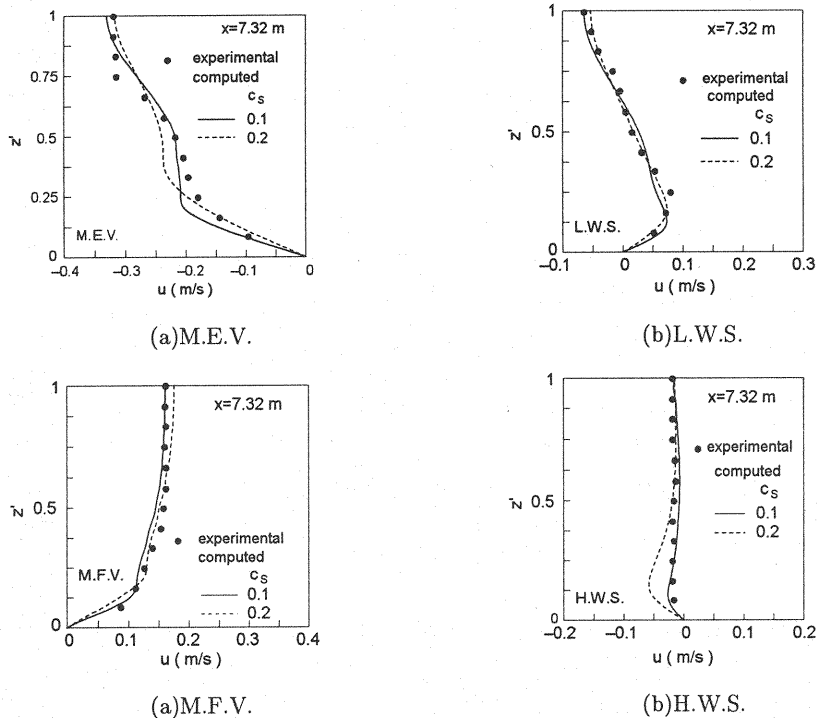 x=7.32 m
experimental
computed
cs
0.1
0.2
M.E.V.
z'
1
0.75
0.5
0.25
0
–0.4
–0.3
–0.2
–0.1
0
u ( m/s )
(a)M.E.V.
x=7.32 m
experimental
computed
cs
0.1
0.2
L.W.S.
z'
1
0.5
0
–0.1
0
0.1
0.2
0.3
u ( m/s )
(b)L.W.S.
x=7.32 m
experimental
computed
cs
0.1
0.2
M.F.V.
z'
1
0.5
0
0
0.1
0.2
0.3
0.4
u ( m/s )
(a)M.F.V.
x=7.32 m
experimental
computed
cs
0.1
0.2
H.W.S.
z'
1
0.5
0
–0.2
–0.1
0
0.1
0.2
u ( m/s )
(b)H.W.S.